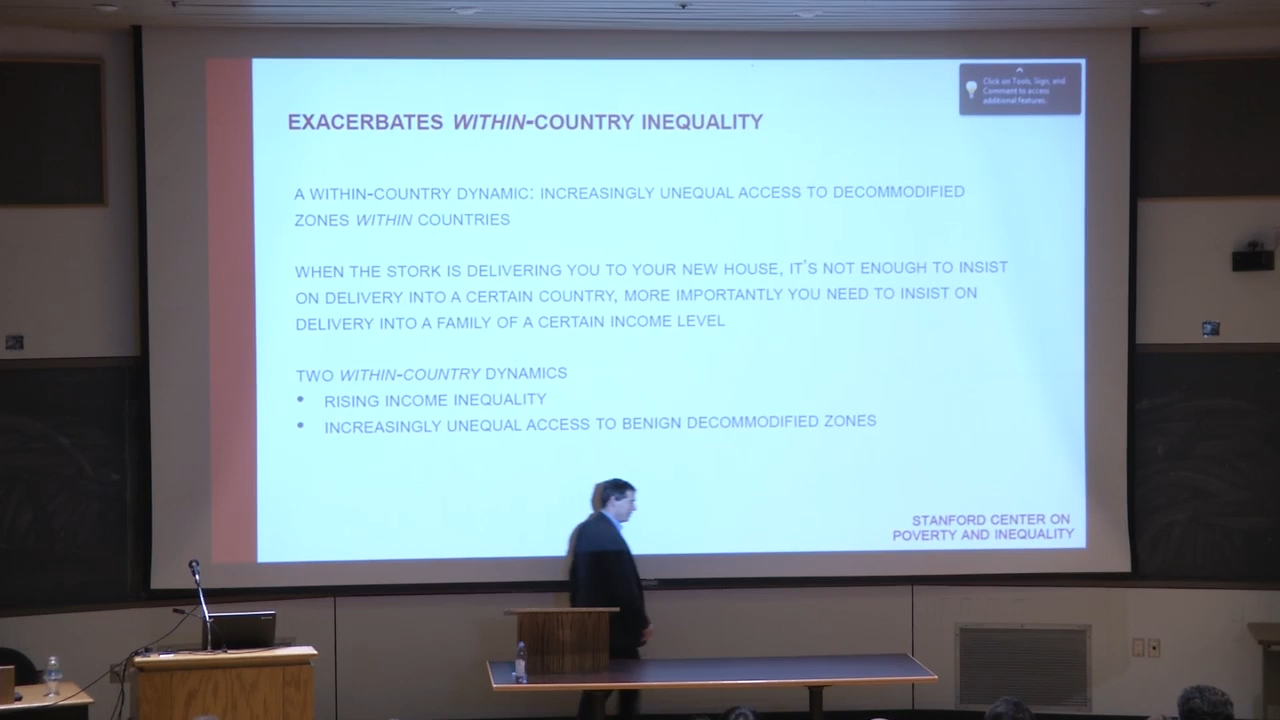 Click on Tools, Sign, and
Comment to access
additional features.
EXACERBATES WITHIN-COUNTRY INEQUALITY
A WITHIN-COUNTRY DYNAMIC: INCREASINGLY UNEQUAL ACCESS TO DECOMMODIFIED
ZONES WITHIN COUNTRIES
WHEN THE STORK IS DELIVERING YOU TO YOUR NEW HOUSE, IT'S NOT ENOUGH TO INSIST
ON DELIVERY INTO A CERTAIN COUNTRY, MORE IMPORTANTLY YOU NEED TO INSIST ON
DELIVERY INTO A FAMILY OF A CERTAIN INCOME LEVEL
TWO WITHIN-COUNTRY DYNAMICS
• RISING INCOME INEQUALITY
• INCREASINGLY UNEQUAL ACCESS TO BENIGN DECOMMODIFIED ZONES
STANFORD CENTER ON
POVERTY AND INEQUALITY